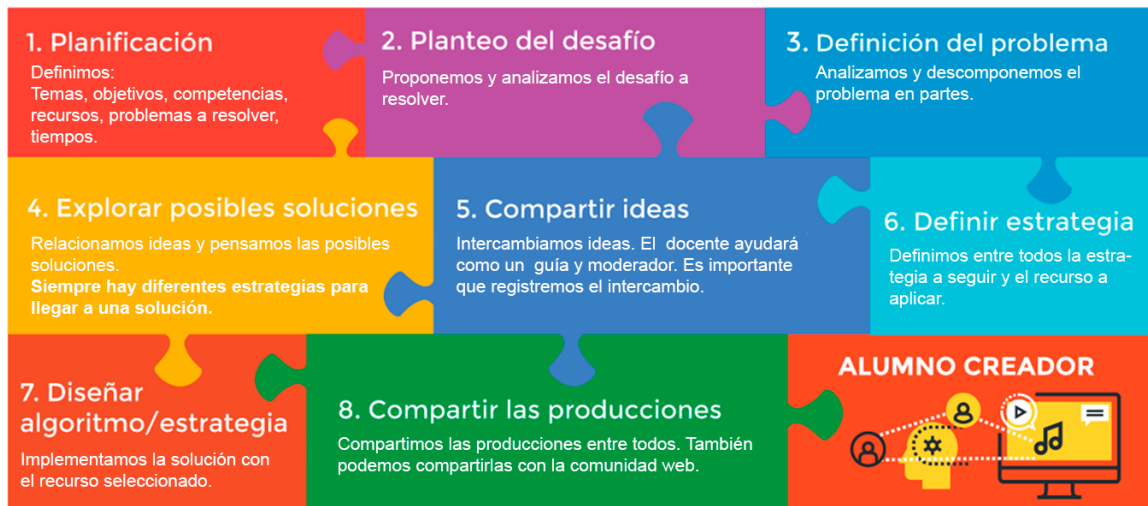 1. Planificación
Definimos:
Temas, objetivos, competencias,
recursos, problemas a resolver,
tiempos.
2. Planteo del desafío
Proponemos y analizamos el desafío a
resolver.
3. Definición del problema
Analizamos y descomponemos el
problema en partes.
4. Explorar posibles soluciones
Relacionamos ideas y pensamos las posibles
soluciones.
Siempre hay diferentes estrategias para
llegar a una solución.
5. Compartir ideas
Intercambiamos ideas. El docente ayudará
como un guía y moderador. Es importante
que registremos el intercambio.
6. Definir estrategia
Definimos entre todos la estra-
tegia a seguir y el recurso a
aplicar.
7. Diseñar
algoritmo/estrategia
Implementamos la solución con
el recurso seleccionado.
8. Compartir las producciones
Compartimos las producciones entre todos. También
podemos compartirlas con la comunidad web.
ALUMNO CREADOR